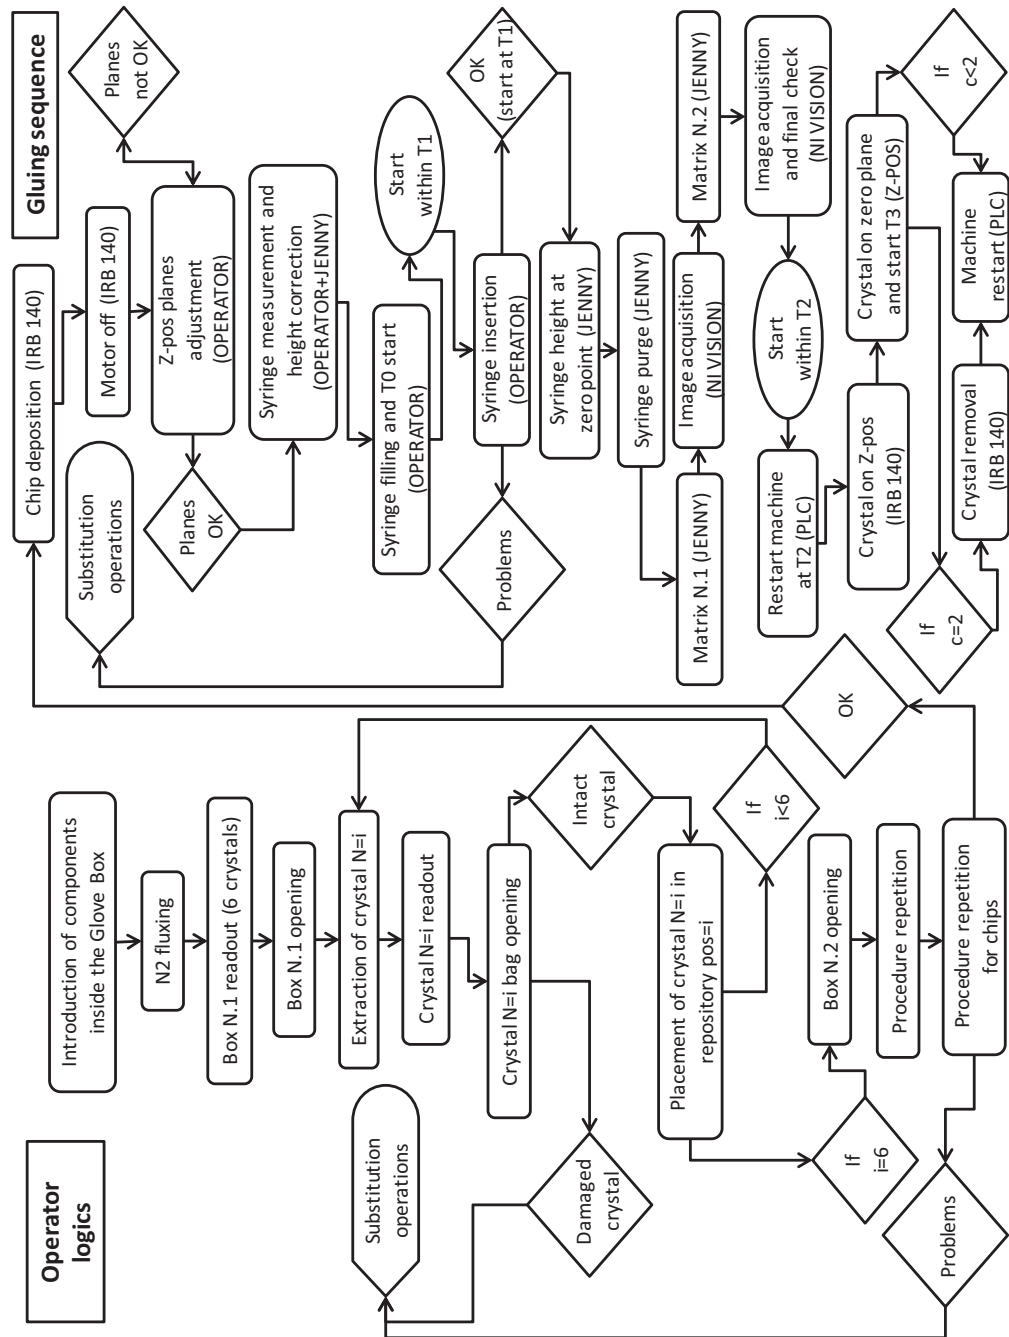 Operator
logics
Introduction of components
inside the Glove Box
N2 fluxing
Box N.1 readout (6 crystals)
Box N.1 opening
Extraction of crystal N=i
Crystal N=i readout
Crystal N=i bag opening
Substitution
operations
Damaged
crystal
Intact
crystal
Placement of crystal N=i in
repository pos=i
If
i=6
If
i<6
Box N.2 opening
Procedure repetition
Procedure repetition
for chips
Problems
OK
Gluing sequence
Chip deposition (IRB 140)
Motor off (IRB 140)
Substitution
operations
Z-pos planes
adjustment
(OPERATOR)
Planes
not OK
Planes
OK
Syringe measurement and
height correction
(OPERATOR+JENNY)
Syringe filling and T0 start
(OPERATOR)
Start
within T1
Syringe insertion
(OPERATOR)
Problems
OK
(start at T1)
Syringe height at
zero point (JENNY)
Syringe purge (JENNY)
Matrix N.1 (JENNY)
Image acquisition
(NI VISION)
Matrix N.2 (JENNY)
Image acquisition
and final check
(NI VISION)
Start
within T2
Restart machine
at T2 (PLC)
Crystal on Z-pos
(IRB 140)
Crystal on zero plane
and start T3 (Z-POS)
If
c=2
If
c<2
Crystal removal
(IRB 140)
Machine
restart (PLC)